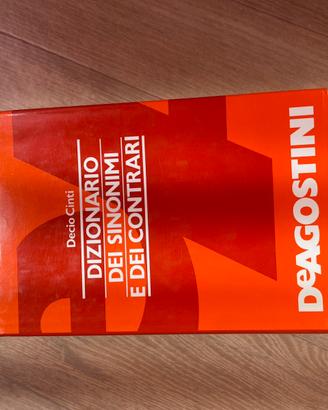 Decio Cinti
DIZIONARIO
DEI SINONIMI
E DEI CONTRARI
DeAGOSTINI